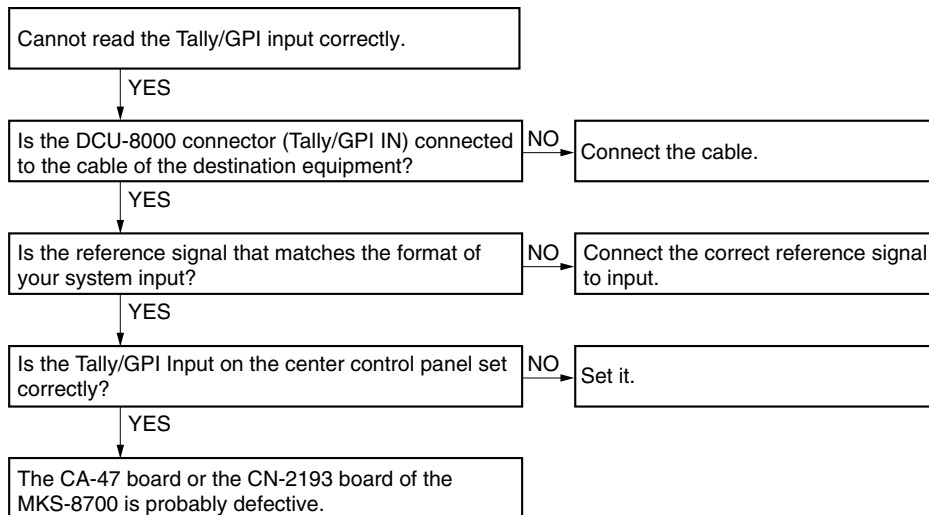 Cannot read the Tally/GPI input correctly.
YES
Is the DCU-8000 connector (Tally/GPI IN) connected
to the cable of the destination equipment?
NO
Connect the cable.
YES
Is the reference signal that matches the format of
your system input?
NO
Connect the correct reference signal
to input.
YES
Is the Tally/GPI Input on the center control panel set
correctly?
NO
Set it.
YES
The CA-47 board or the CN-2193 board of the
MKS-8700 is probably defective.